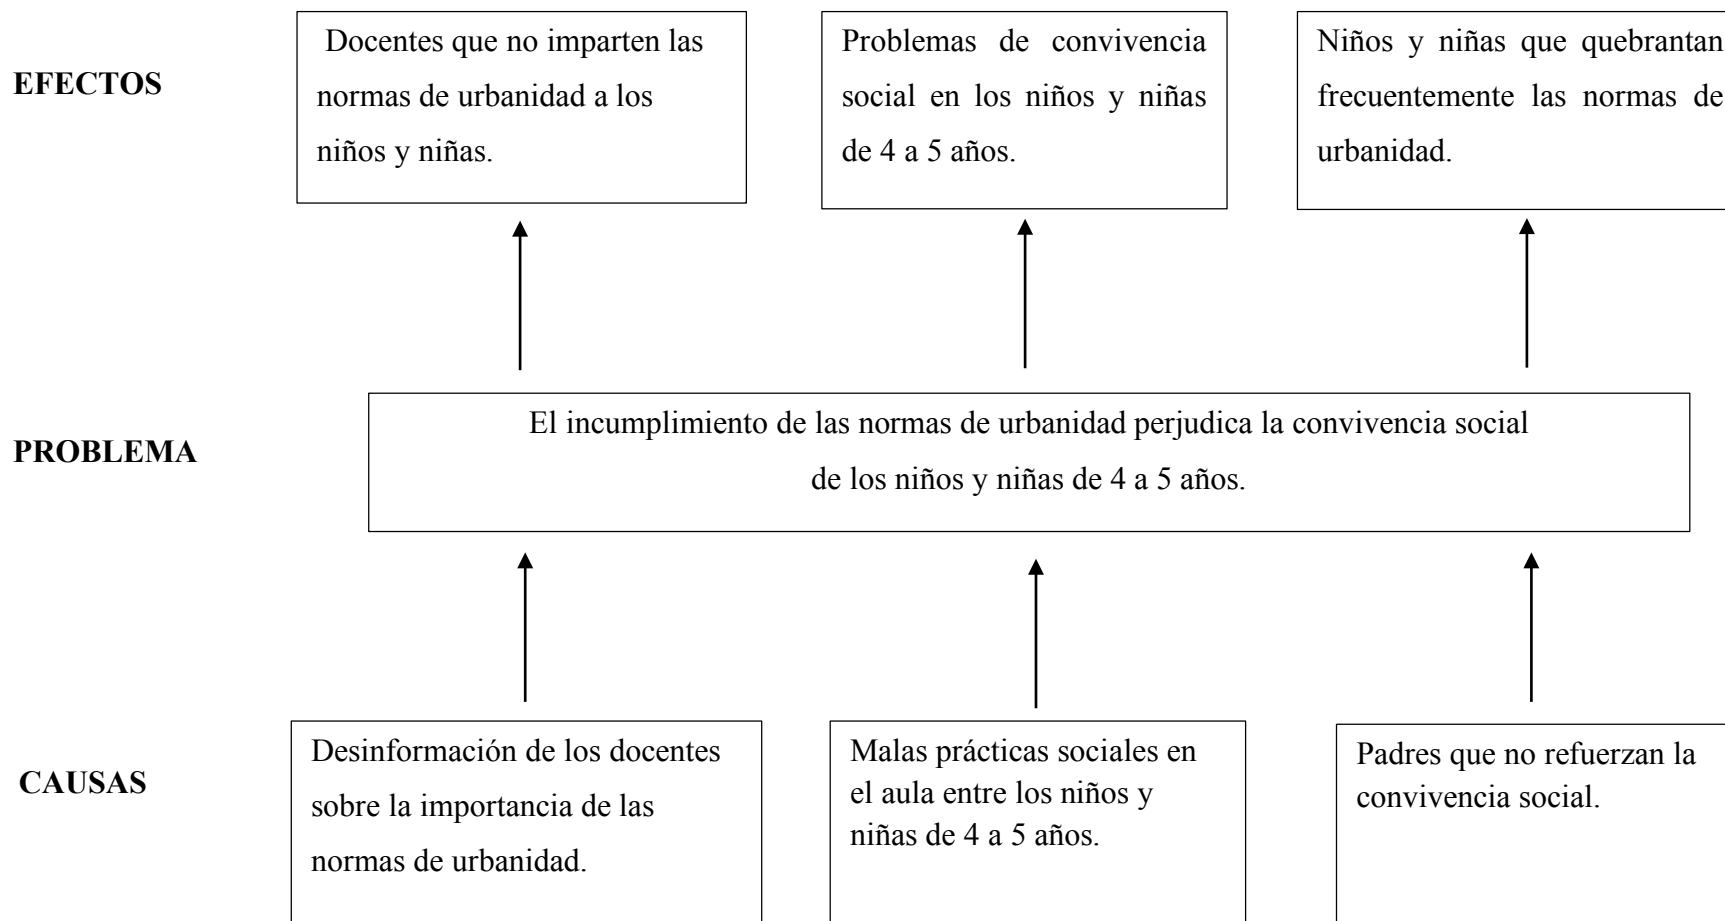 EFECTOS
Docentes que no imparten las
normas de urbanidad a los
niños y niñas.
Problemas de convivencia
social en los niños y niñas
de 4 a 5 años.
Niños y niñas que quebrantan
frecuentemente las normas de
urbanidad.
PROBLEMA
El incumplimiento de las normas de urbanidad perjudica la convivencia social
de los niños y niñas de 4 a 5 años.
CAUSAS
Desinformación de los docentes
sobre la importancia de las
normas de urbanidad.
Malas prácticas sociales en
el aula entre los niños y
niñas de 4 a 5 años.
Padres que no refuerzan la
convivencia social.